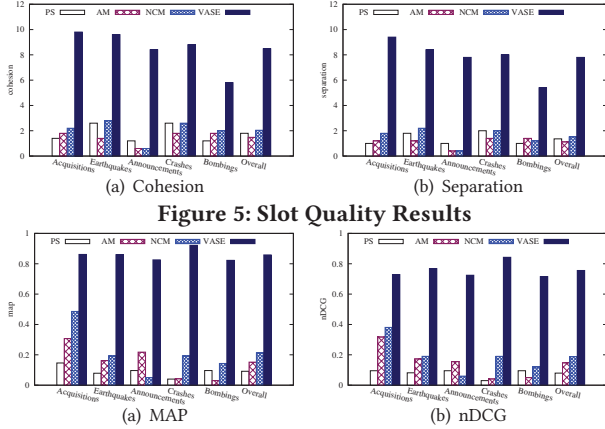 PS AM NCM VASE
PS AM NCM VASE
12
10
8
6
4
2
0
cohesion
12
10
8
6
4
2
0
separation
Acquisitions Earthquakes Announcements Crashes Bombings Overall
Acquisitions Earthquakes Announcements Crashes Bombings Overall
(a) Cohesion
(b) Separation
Figure 5: Slot Quality Results
PS AM NCM VASE
PS AM NCM VASE
1
0.8
0.6
0.4
0.2
0
map
1
0.8
0.6
0.4
0.2
0
nDCG
Acquisitions Earthquakes Announcements Crashes Bombings Overall
Acquisitions Earthquakes Announcements Crashes Bombings Overall
(a) MAP
(b) nDCG